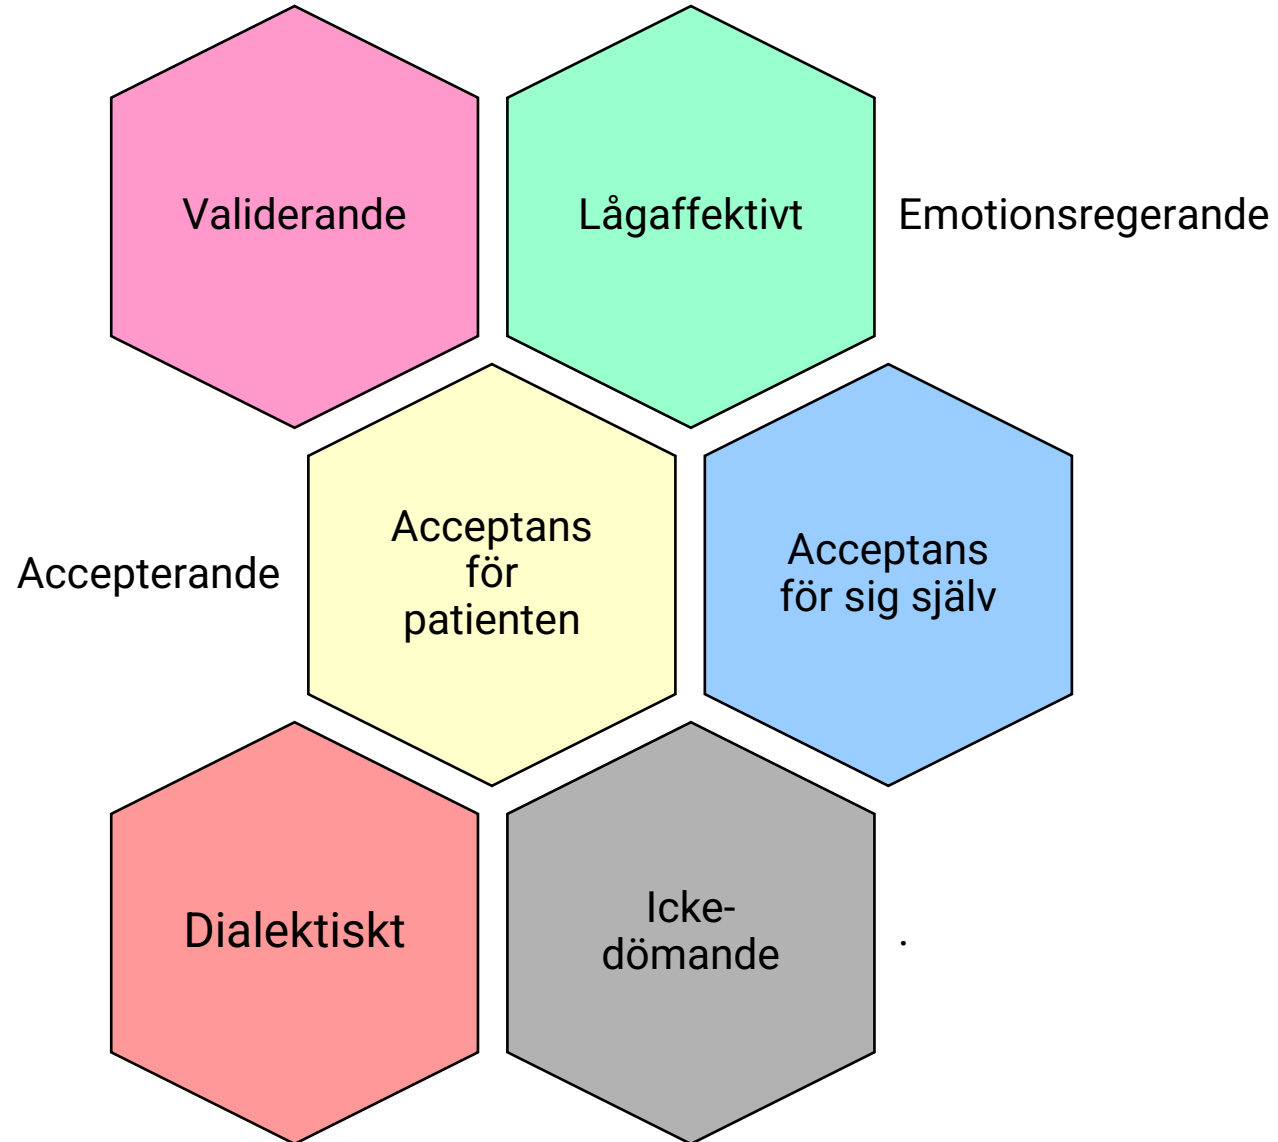 Validerande
Lågaffektivt
Emotionsregerande
Accepterande
Acceptans
för
patienten
Acceptans
för sig själv
Dialektiskt
Icke-
dömande
.